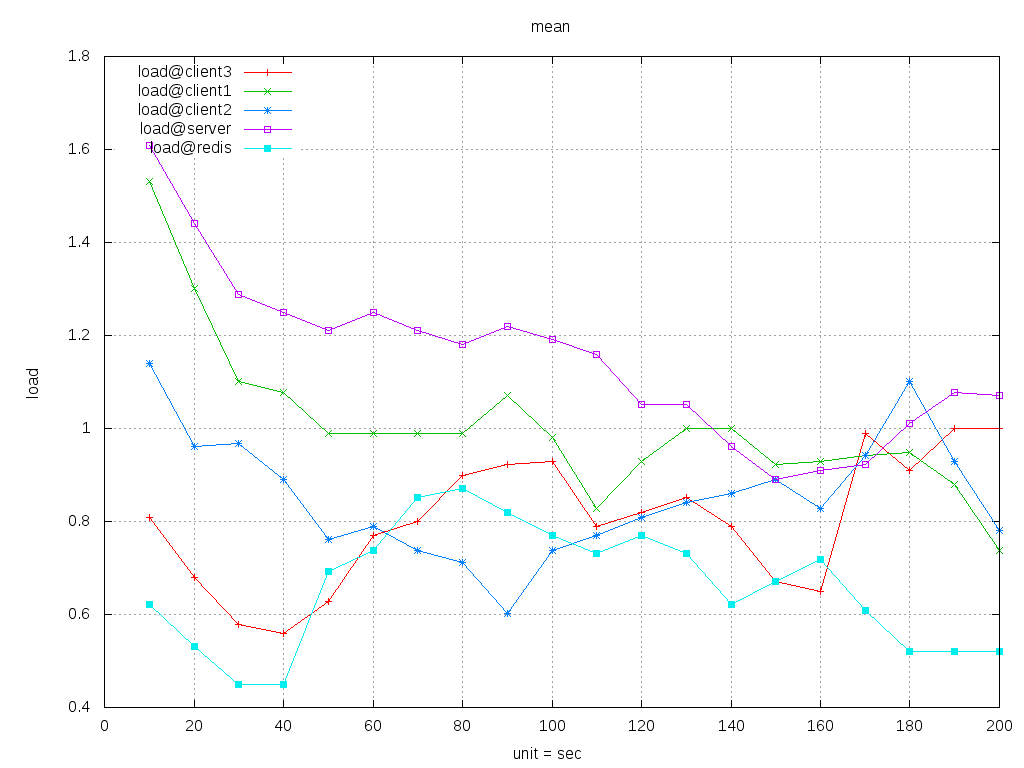 mean
1.8
1.6
1.4
1.2
1
0.8
0.6
0.4
load
load@client3
load@client1
load@client2
load@server
load@redis
0 20 40 60 80 100 120 140 160 180 200
unit = sec